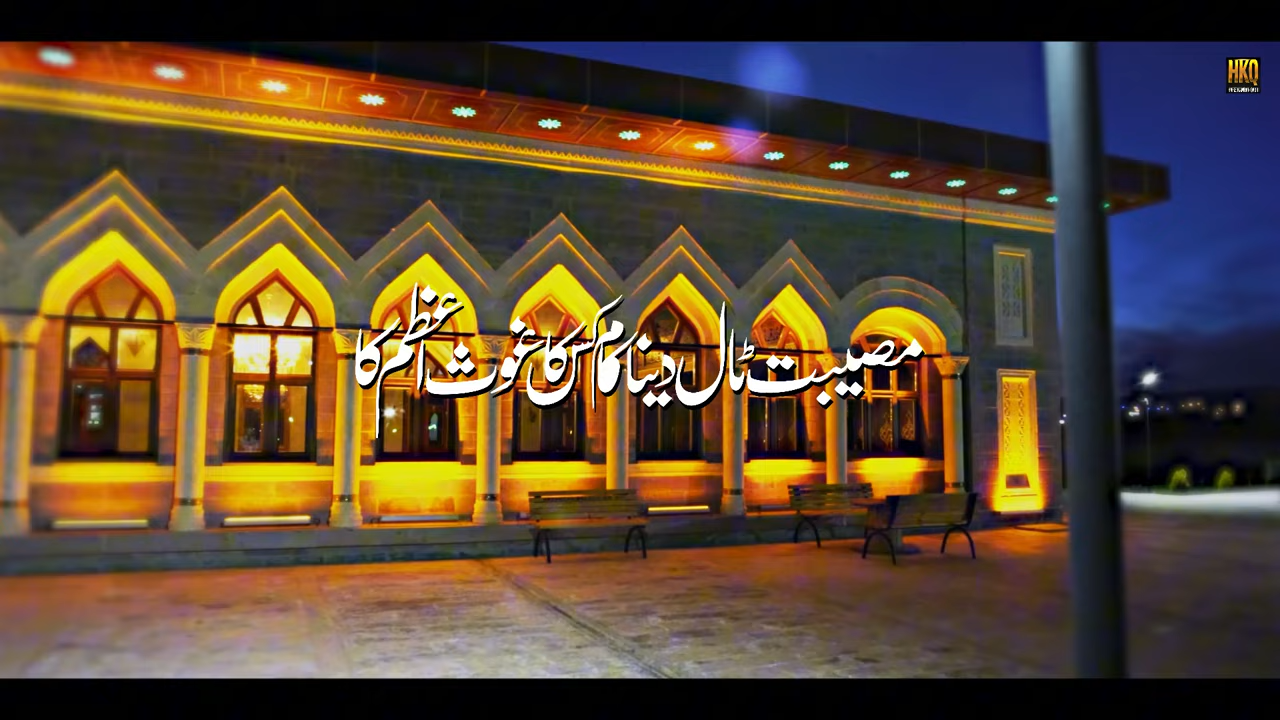 مصیبت ٹال دینا کام کس کا غوث اعظم کا
HKQ